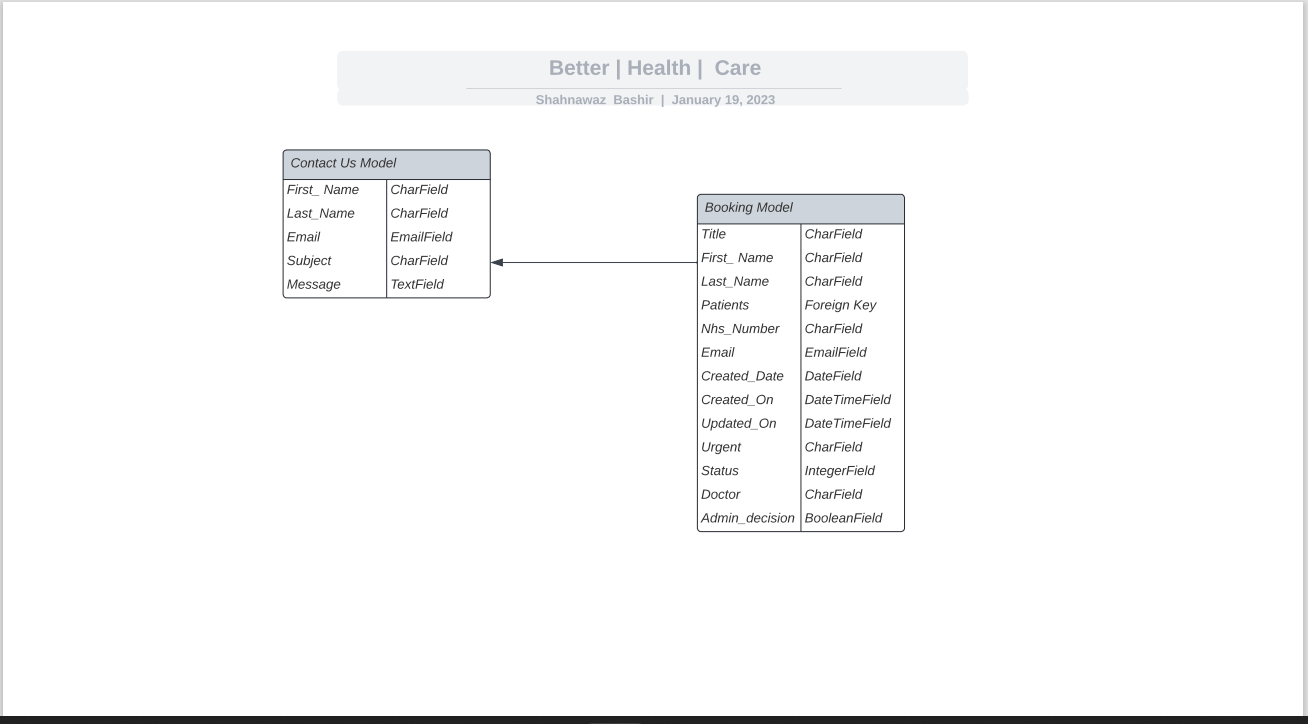 Better | Health |  Care
Shahnawaz  Bashir  |  January 19, 2023
Contact Us Model
First_ Name CharField
Last_Name CharField
Email EmailField
Subject CharField
Message TextField
Booking Model
Title CharField
First_ Name CharField
Last_Name CharField
Patients Foreign Key
Nhs_Number CharField
Email EmailField
Created_Date DateField
Created_On DateTimeField
Updated_On DateTimeField
Urgent CharField
Status IntegerField
Doctor CharField
Admin_decision BooleanField